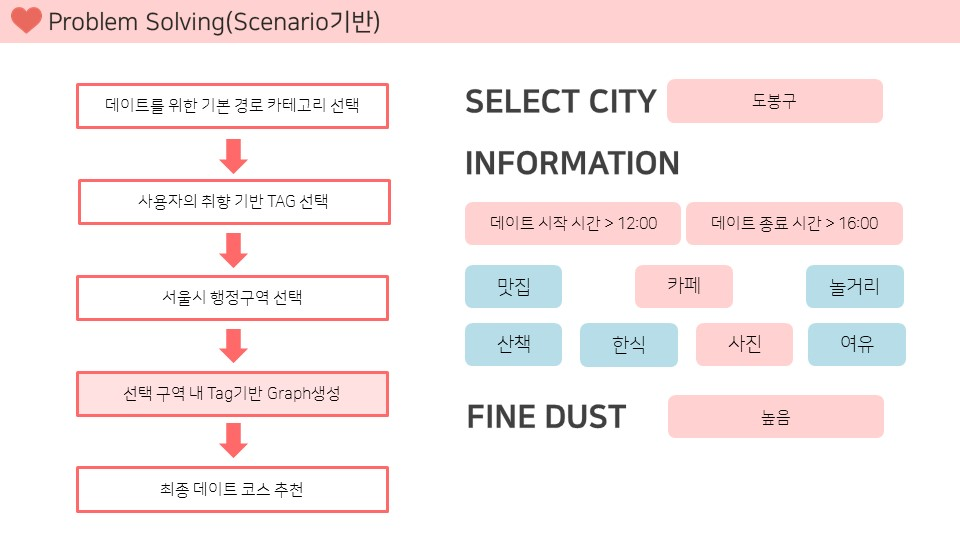 Problem Solving(Scenario기반)
데이트를 위한 기본 경로 카테고리 선택
사용자의 취향 기반 TAG 선택
서울시 행정구역 선택
선택 구역 내 Tag기반 Graph생성
최종 데이트 코스 추천
SELECT CITY 도봉구
INFORMATION
데이트 시작 시간 > 12:00 데이트 종료 시간 > 16:00
맛집 카페 놀거리
산책 한식 사진 여유
FINE DUST 높음